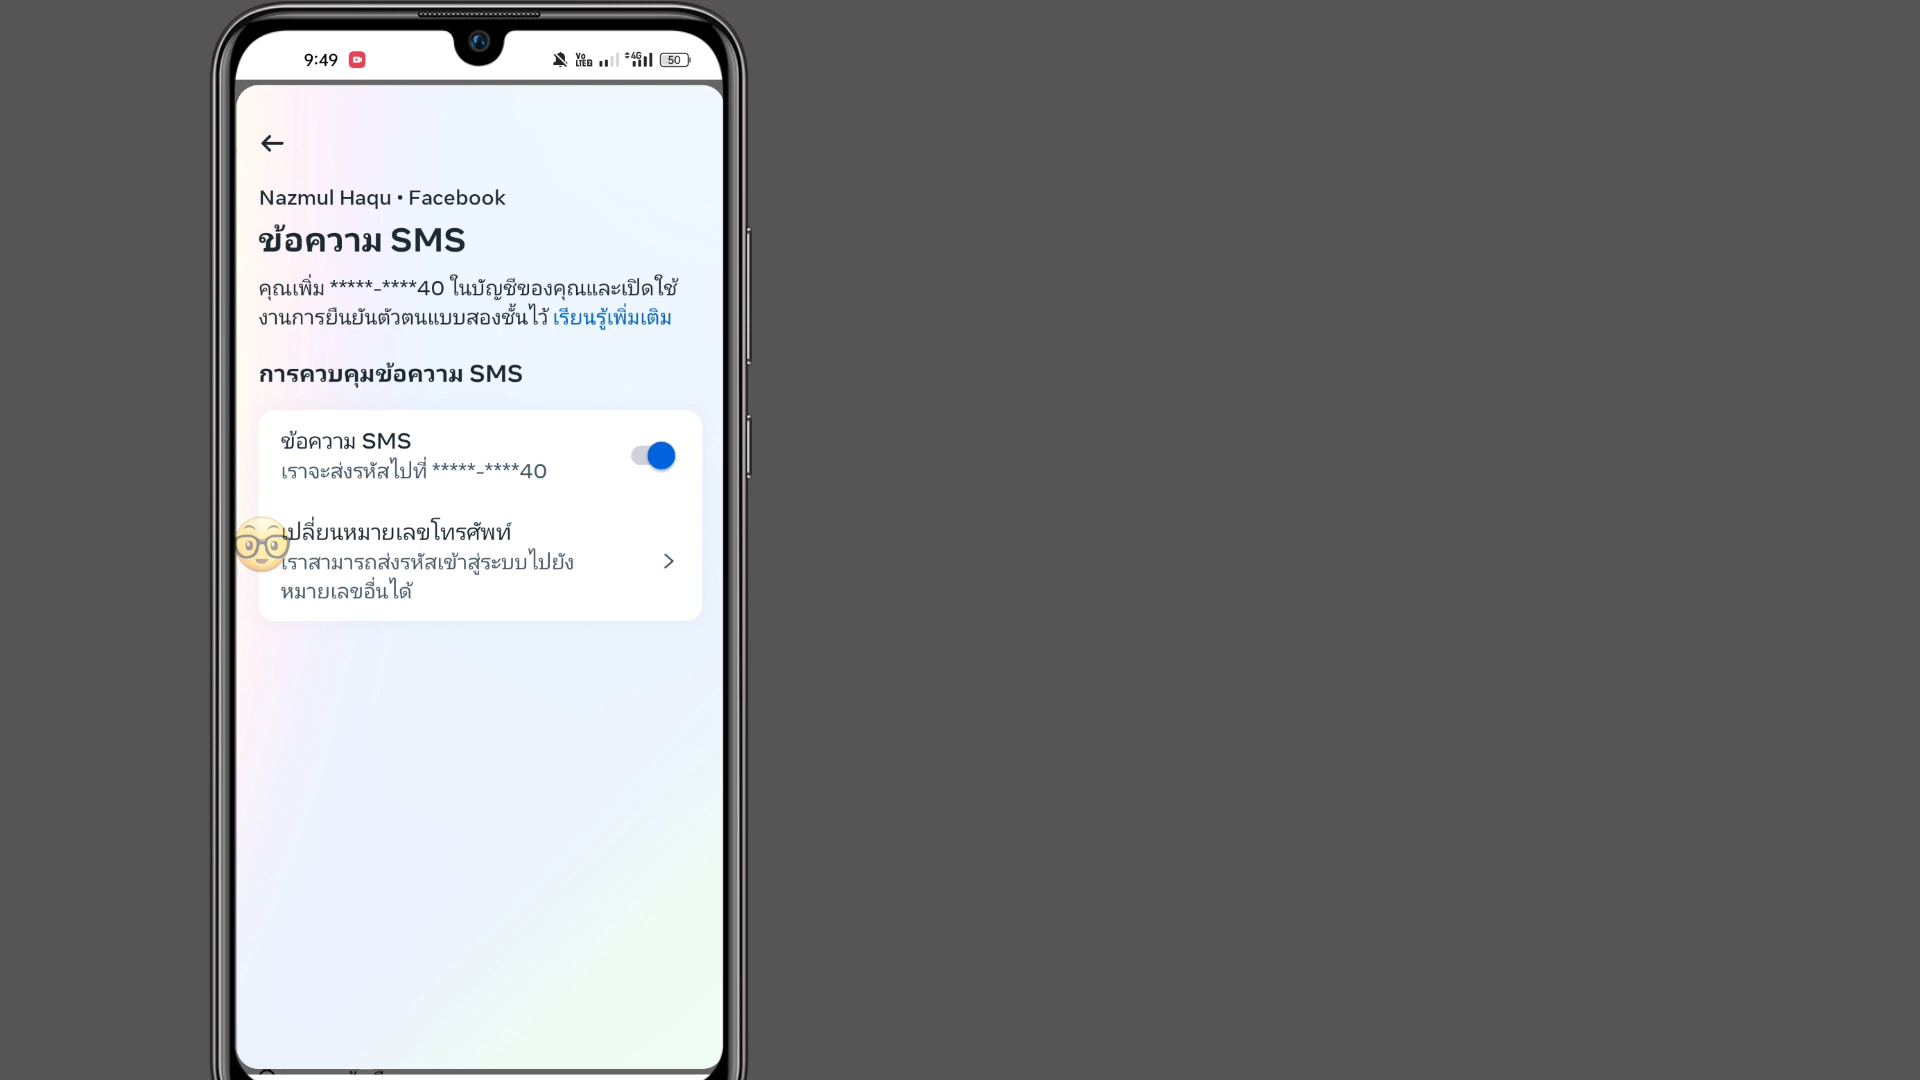 9:49
Vo LTE2 4G 50
Nazmul Haqu • Facebook
ข้อความ SMS
คุณเพิ่ม *****-****40 ในบัญชีของคุณและเปิดใช้
งานการยืนยันตัวตนแบบสองชั้นไว้ เรียนรู้เพิ่มเติม
การควบคุมข้อความ SMS
ข้อความ SMS
เราจะส่งรหัสไปที่ *****-****40
เปลี่ยนหมายเลขโทรศัพท์
เราสามารถส่งรหัสเข้าสู่ระบบไปยัง
หมายเลขอื่นได้